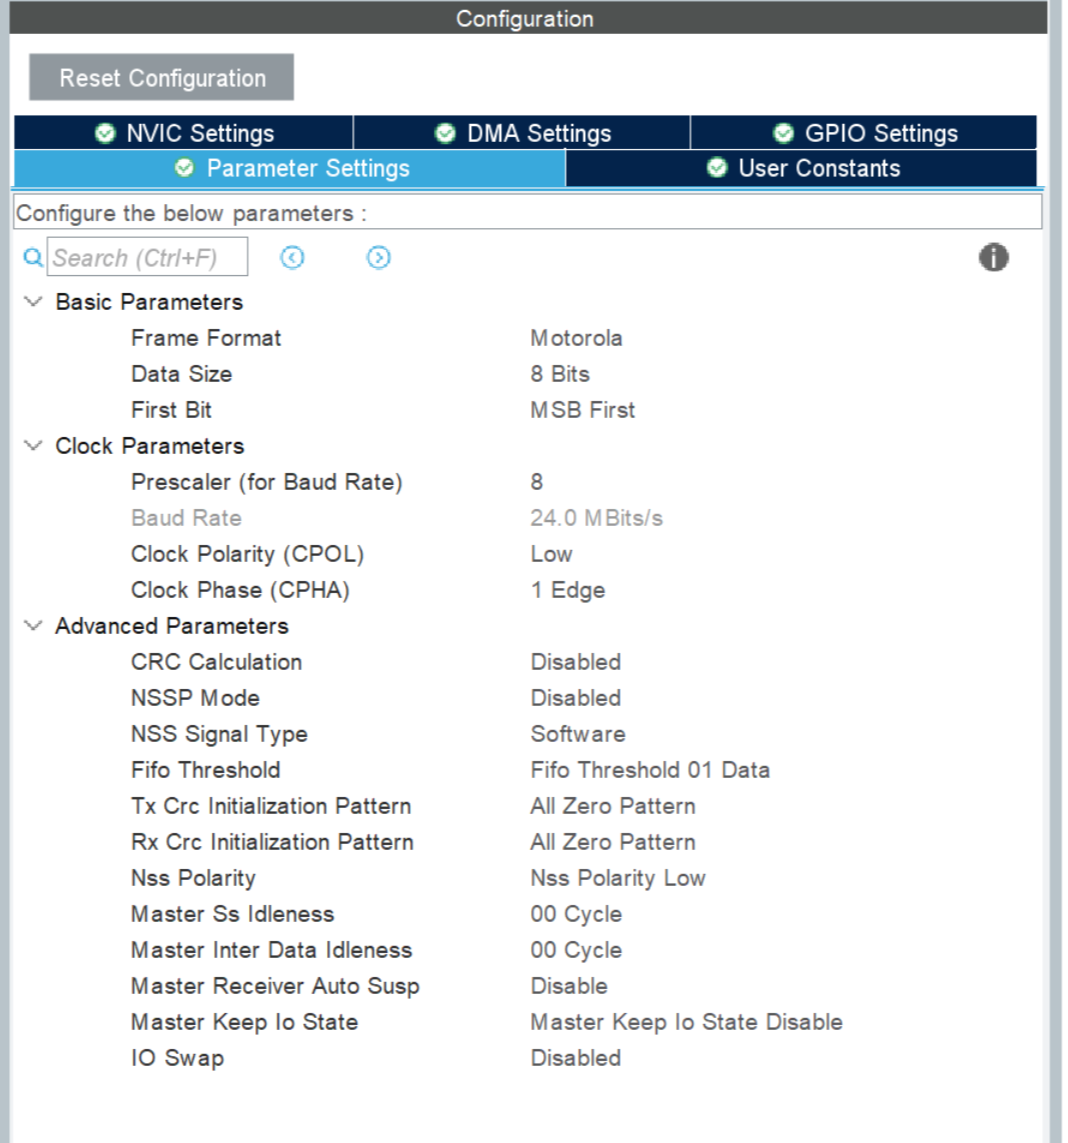 Configuration
Reset Configuration
NVIC Settings DMA Settings GPIO Settings
Parameter Settings User Constants
Configure the below parameters :
Search (Ctrl+F)
Basic Parameters
Frame Format Motorola
Data Size 8 Bits
First Bit MSB First
Clock Parameters
Prescaler (for Baud Rate) 8
Baud Rate 24.0 MBits/s
Clock Polarity (CPOL) Low
Clock Phase (CPHA) 1 Edge
Advanced Parameters
CRC Calculation Disabled
NSSP Mode Disabled
NSS Signal Type Software
Fifo Threshold Fifo Threshold 01 Data
Tx Crc Initialization Pattern All Zero Pattern
Rx Crc Initialization Pattern All Zero Pattern
Nss Polarity Nss Polarity Low
Master Ss Idleness 00 Cycle
Master Inter Data Idleness 00 Cycle
Master Receiver Auto Susp Disable
Master Keep Io State Master Keep Io State Disable
IO Swap Disabled